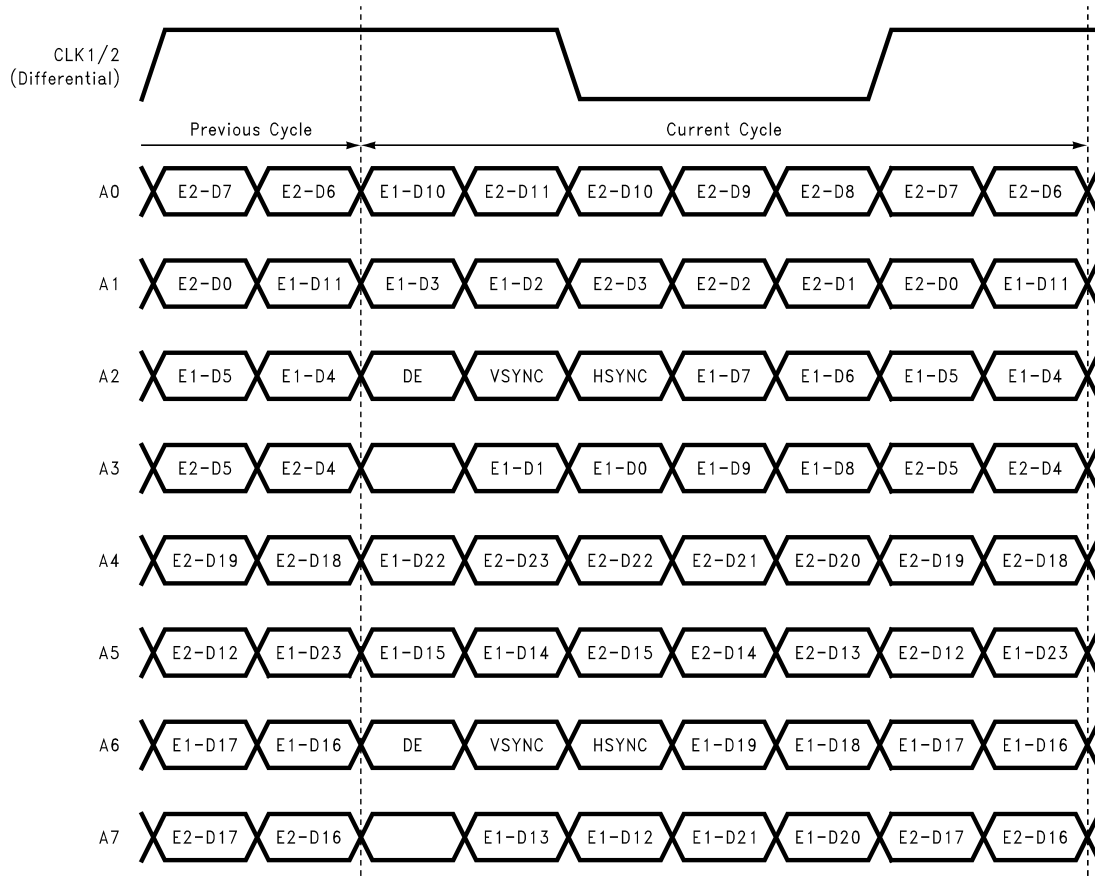 CLK1/2
(Differential)
Previous Cycle Current Cycle
A0 E2-D7 E2-D6 E1-D10 E2-D11 E2-D10 E2-D9 E2-D8 E2-D7 E2-D6
A1 E2-D0 E1-D11 E1-D3 E1-D2 E2-D3 E2-D2 E2-D1 E2-D0 E1-D11
A2 E1-D5 E1-D4 DE VSYNC HSYNC E1-D7 E1-D6 E1-D5 E1-D4
A3 E2-D5 E2-D4 E1-D1 E1-D0 E1-D9 E1-D8 E2-D5 E2-D4
A4 E2-D19 E2-D18 E1-D22 E2-D23 E2-D22 E2-D21 E2-D20 E2-D19 E2-D18
A5 E2-D12 E1-D23 E1-D15 E1-D14 E2-D15 E2-D14 E2-D13 E2-D12 E1-D23
A6 E1-D17 E1-D16 DE VSYNC HSYNC E1-D19 E1-D18 E1-D17 E1-D16
A7 E2-D17 E2-D16 E1-D13 E1-D12 E1-D21 E1-D20 E2-D17 E2-D16